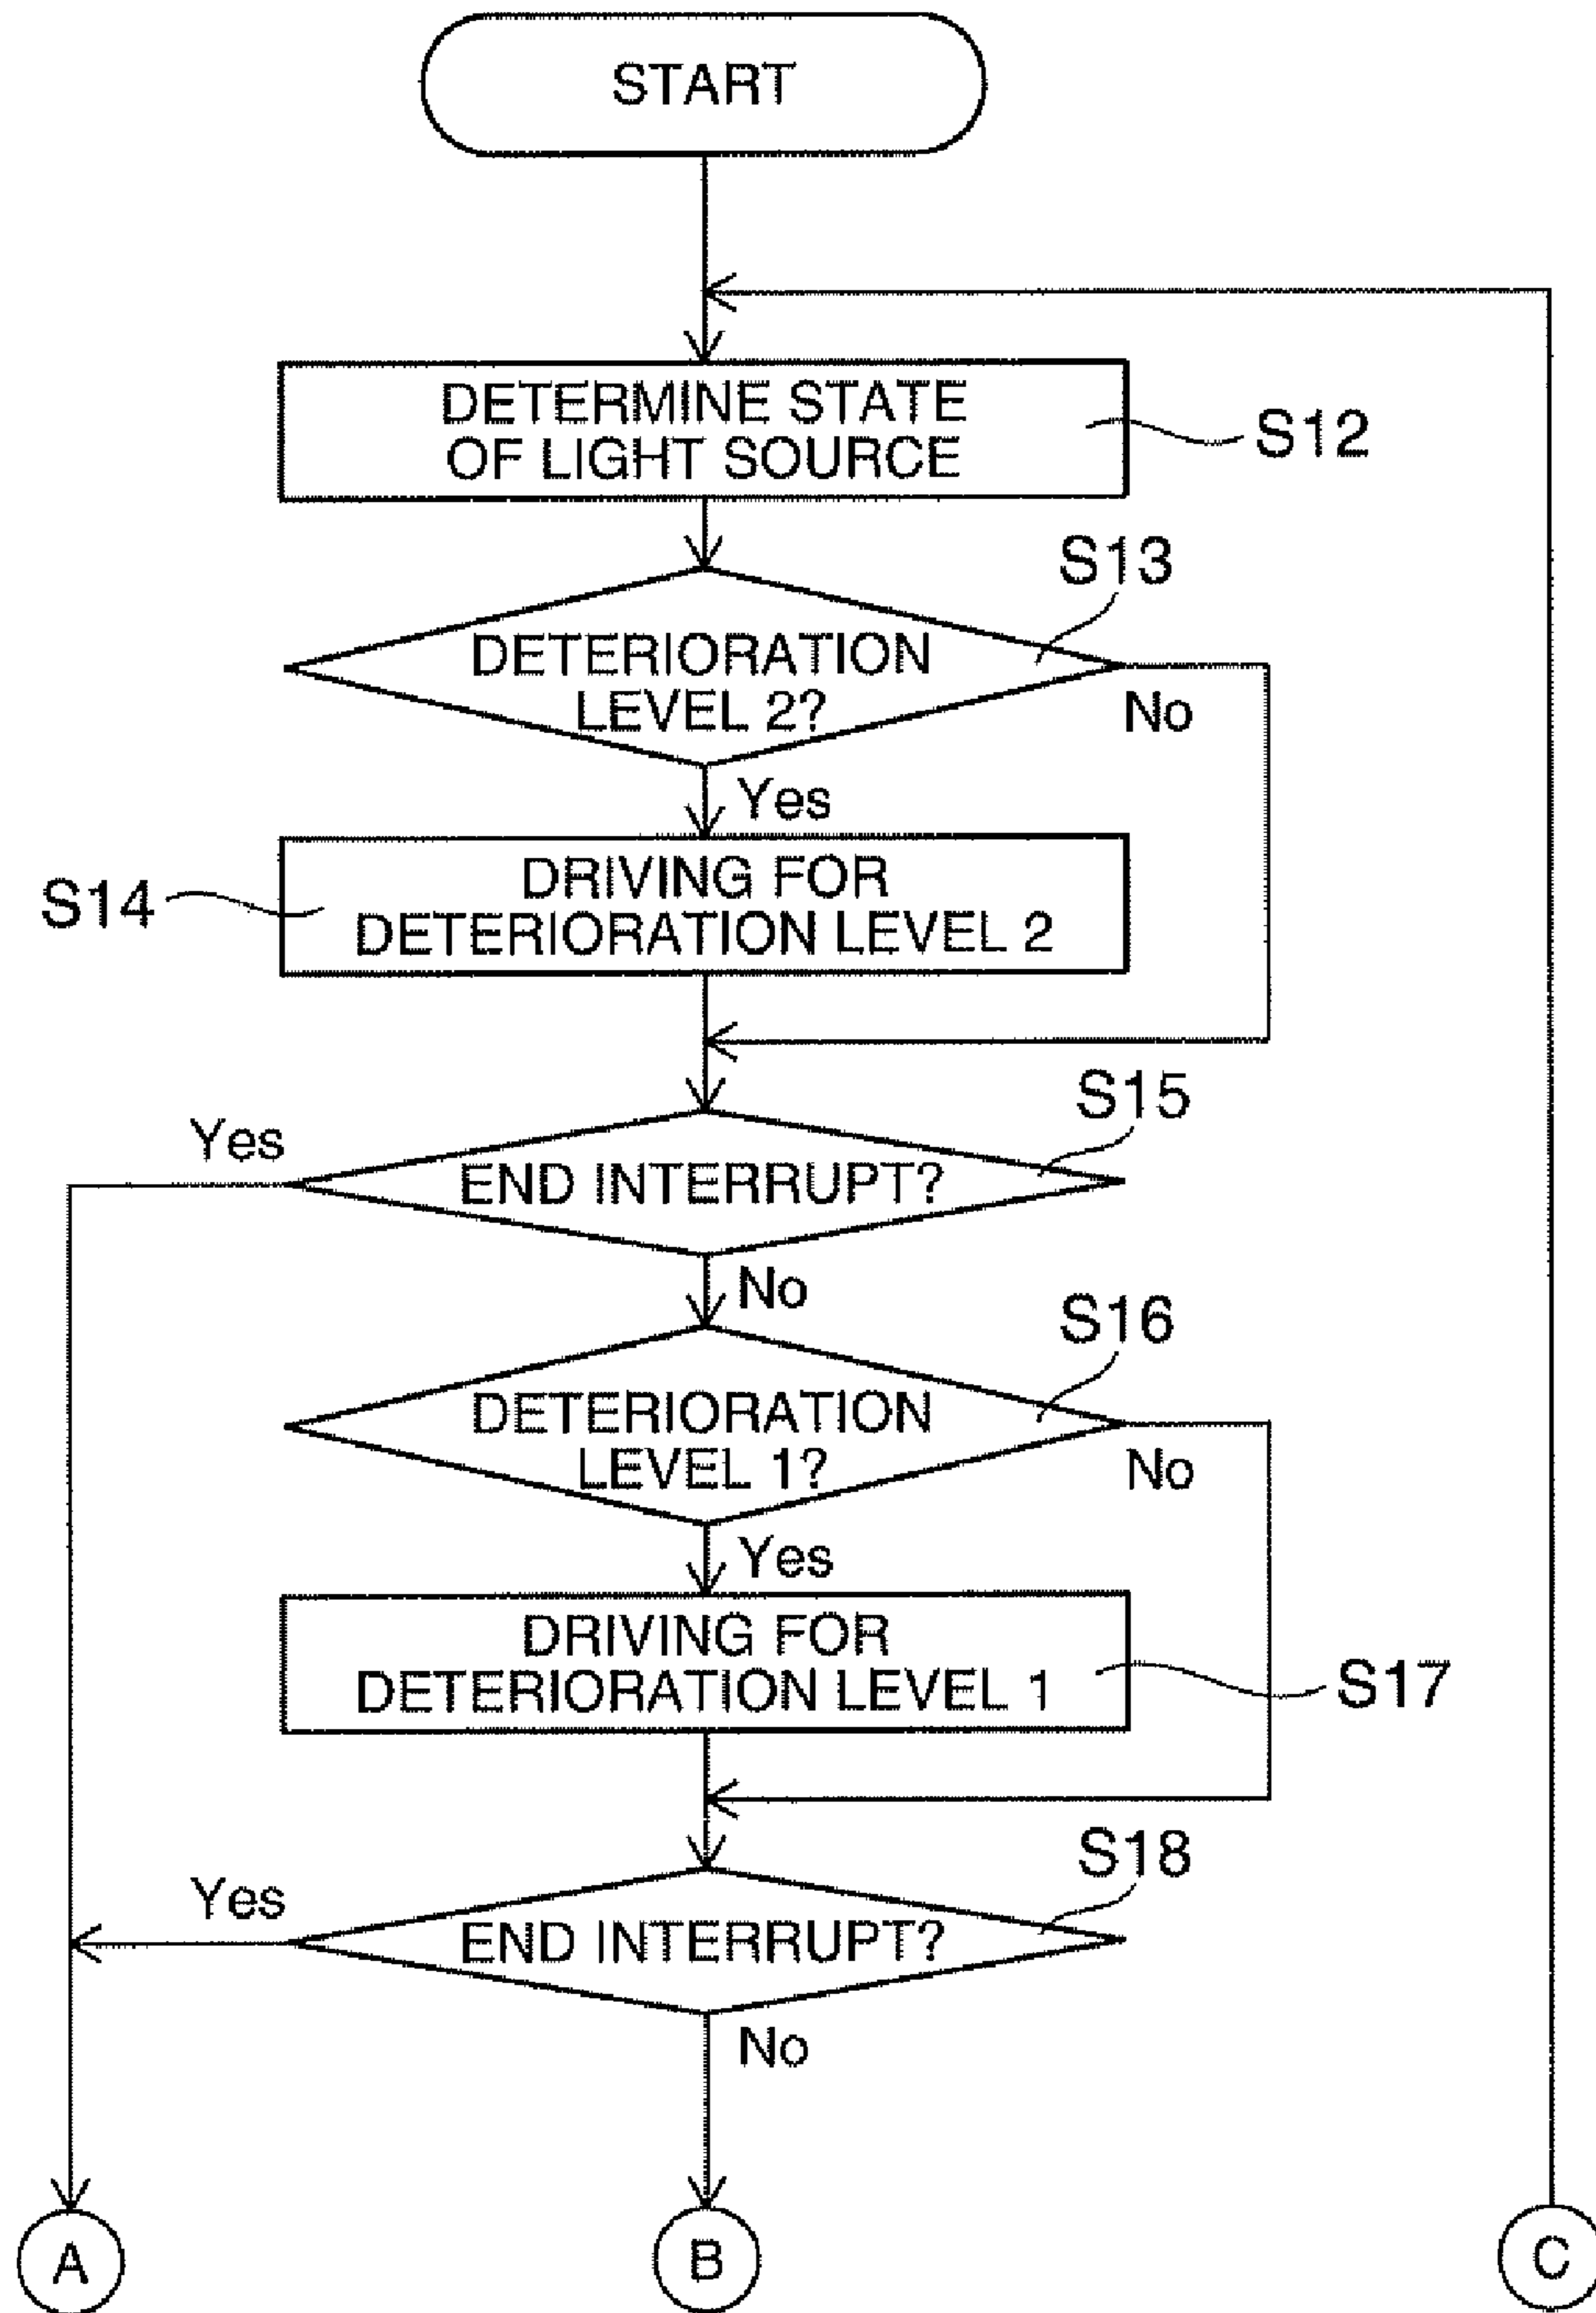 START
DETERMINE STATE
OF LIGHT SOURCE
S12
S13
DETERIORATION
LEVEL 2?
No
Yes
S14
DRIVING FOR
DETERIORATION LEVEL 2
S15
Yes
END INTERRUPT?
No
S16
DETERIORATION
LEVEL 1?
No
Yes
DRIVING FOR
DETERIORATION LEVEL 1
S17
S18
Yes
END INTERRUPT?
No
A
B
C